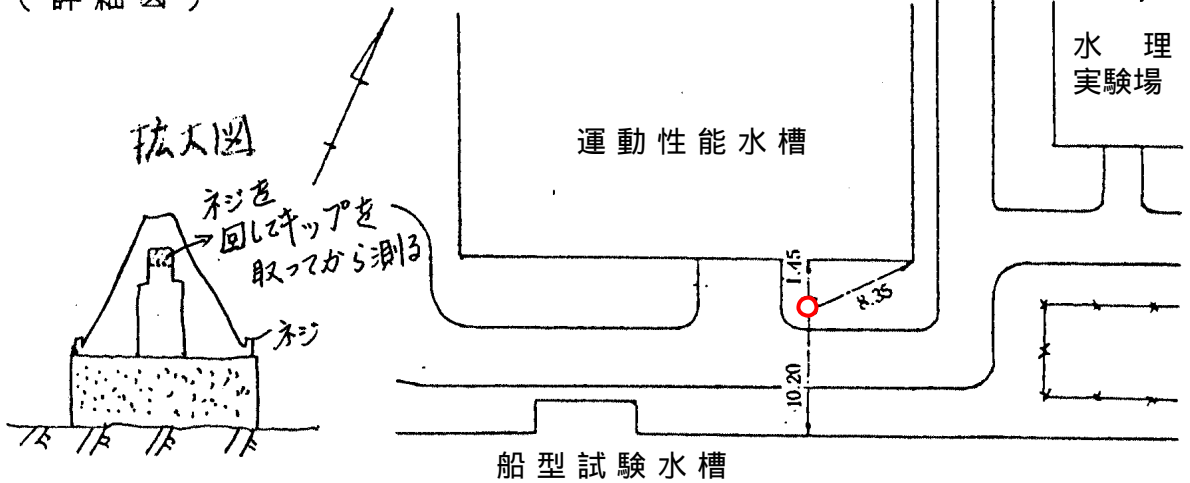 (詳細図)
水理
実験場
運動性能水槽
拡大図
ネジを
回してキャップを
取ってから測る
ネジ
1.45
8.35
10.20
船型試験水槽